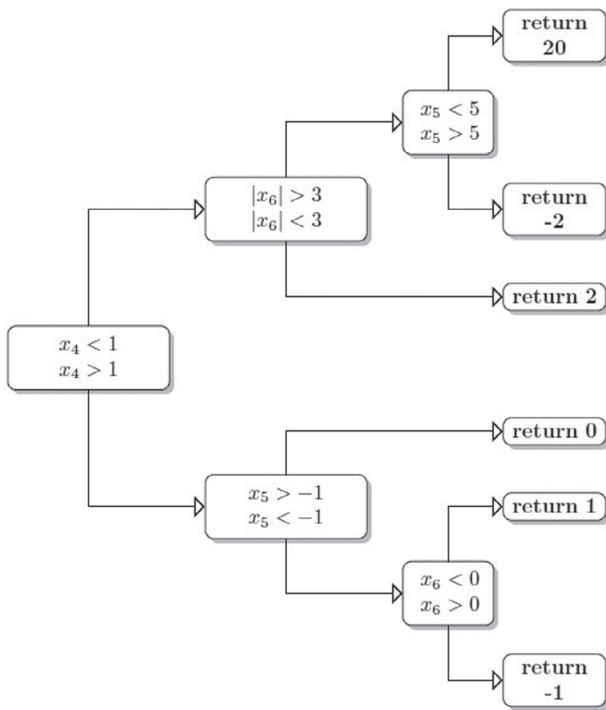 return
20
x₅ < 5
x₅ > 5
|x₆| > 3
|x₆| < 3
return
-2
return 2
x₄ < 1
x₄ > 1
return 0
x₅ > −1
x₅ < −1
return 1
x₆ < 0
x₆ > 0
return
-1